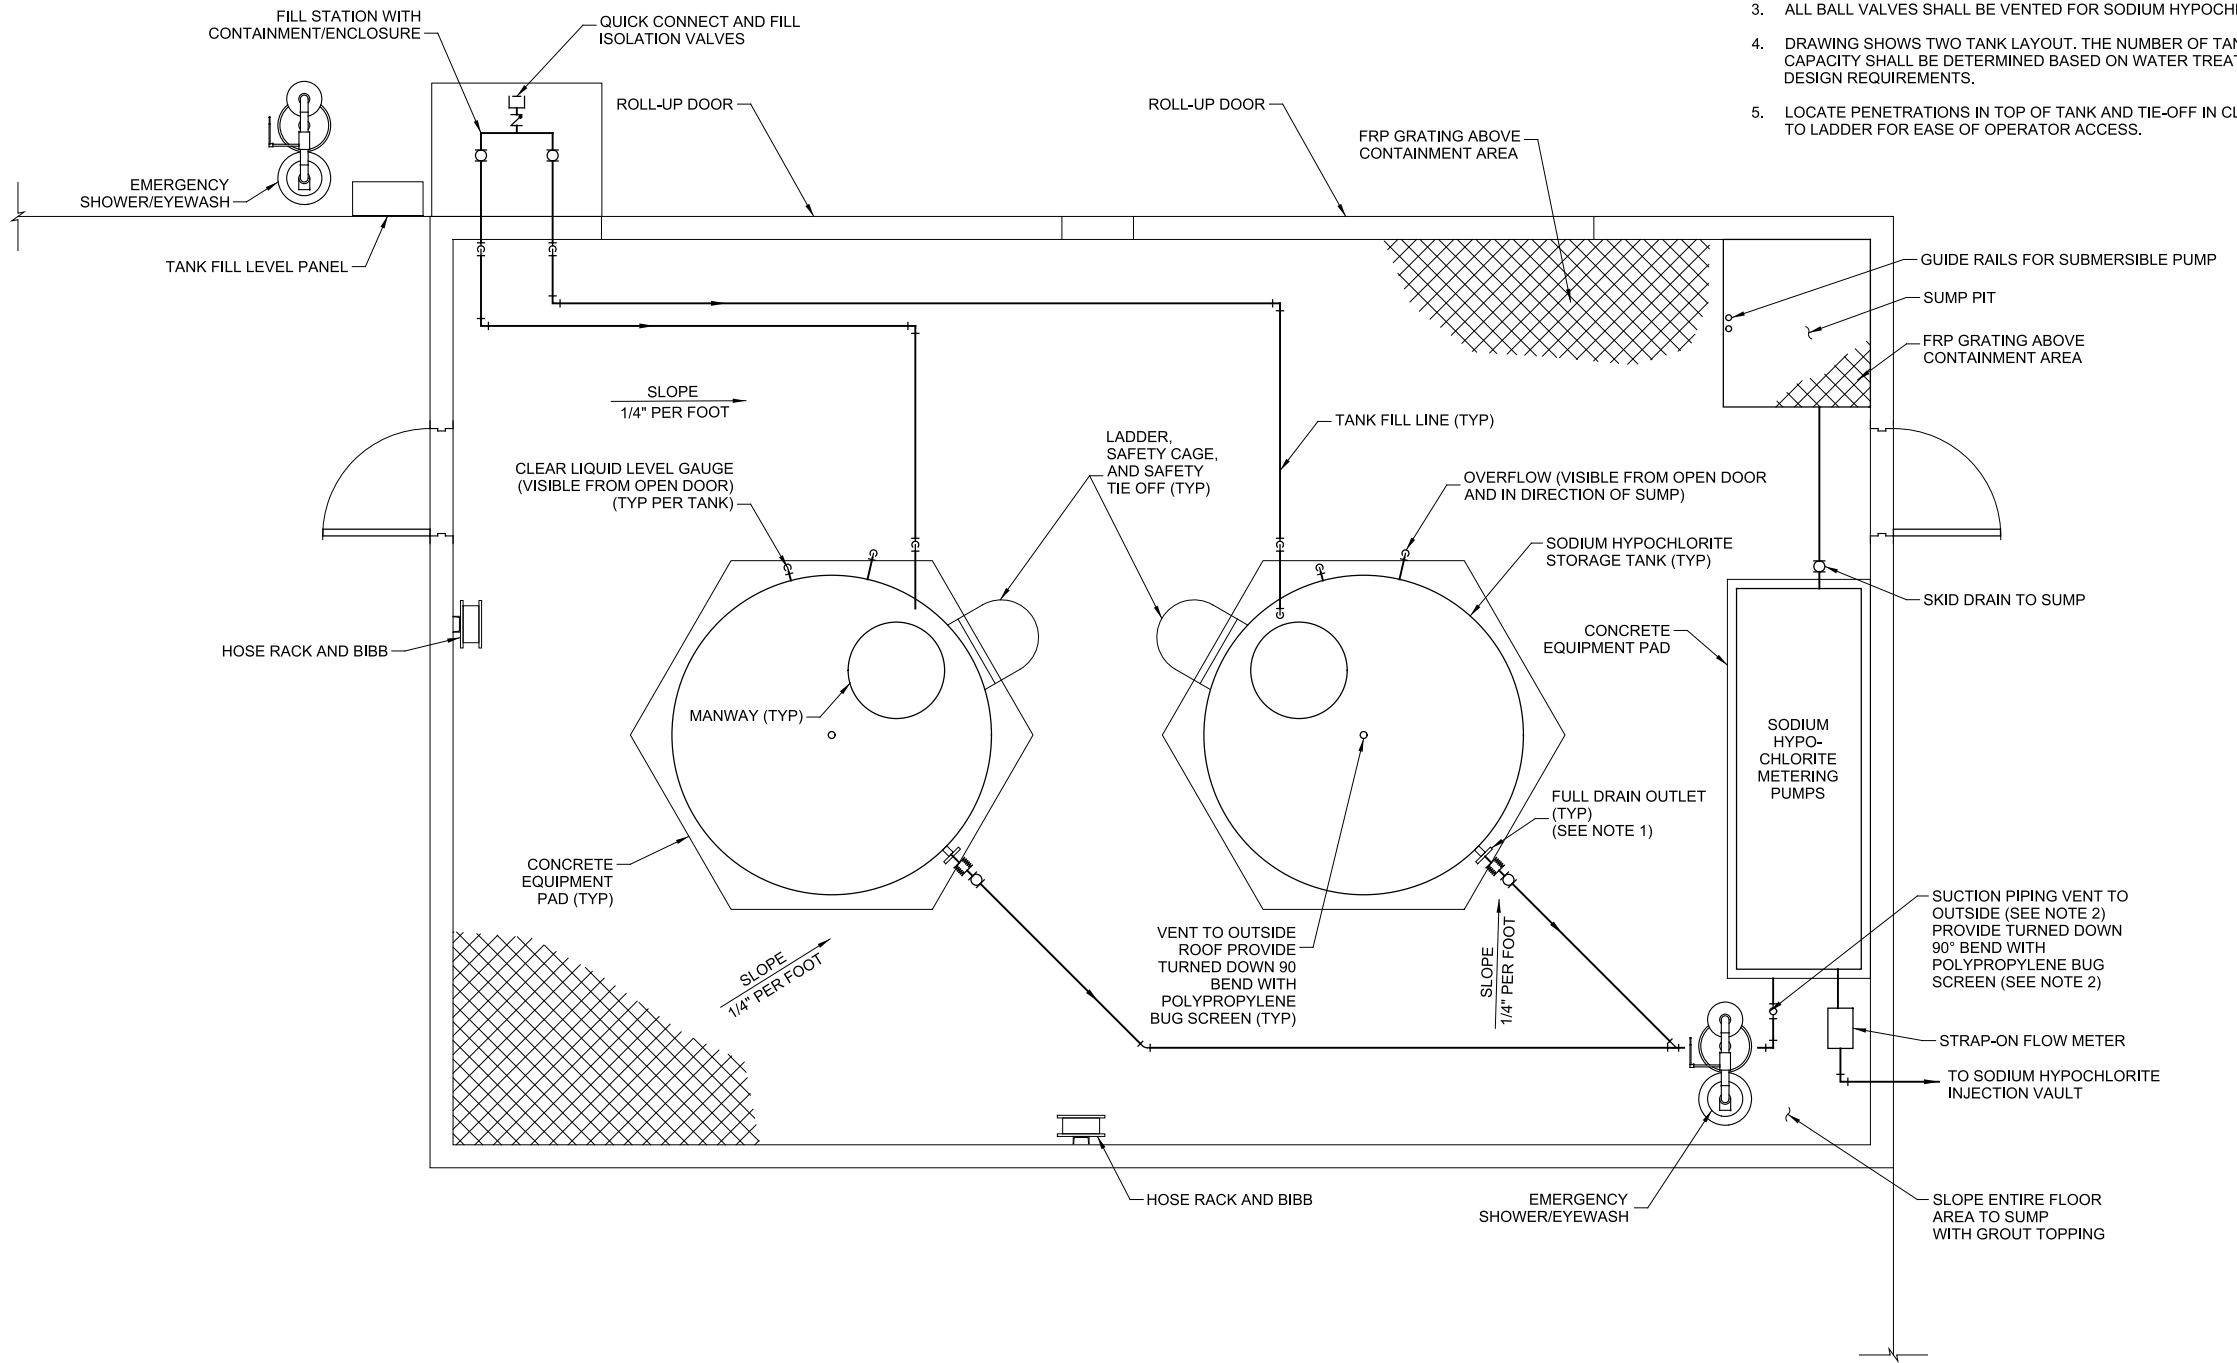 3. ALL BALL VALVES SHALL BE VENTED FOR SODIUM
4. DRAWING SHOWS TWO TANK LAYOUT. THE NUMBER OF
CAPACITY SHALL BE DETERMINED BASED ON WATER
DESIGN REQUIREMENTS.
5. LOCATE PENETRATIONS IN TOP OF TANK AND TIE-OFF IN
TO LADDER FOR EASE OF OPERATOR ACCESS.
FILL STATION WITH
CONTAINMENT/ENCLOSURE
QUICK CONNECT AND FILL
ISOLATION VALVES
ROLL-UP DOOR
ROLL-UP DOOR
FRP GRATING ABOVE
CONTAINMENT AREA
EMERGENCY
SHOWER/EYEWASH
TANK FILL LEVEL PANEL
GUIDE RAILS FOR SUBMERSIBLE PUMP
SUMP PIT
FRP GRATING ABOVE
CONTAINMENT AREA
SLOPE
1/4" PER FOOT
TANK FILL LINE (TYP)
LADDER,
SAFETY CAGE,
AND SAFETY
TIE OFF (TYP)
CLEAR LIQUID LEVEL GAUGE
(VISIBLE FROM OPEN DOOR)
(TYP PER TANK)
OVERFLOW (VISIBLE FROM OPEN DOOR
AND IN DIRECTION OF SUMP)
SODIUM HYPOCHLORITE
STORAGE TANK (TYP)
SKID DRAIN TO SUMP
HOSE RACK AND BIBB
CONCRETE
EQUIPMENT PAD
MANWAY (TYP)
SODIUM
HYPO-
CHLORITE
METERING
PUMPS
FULL DRAIN OUTLET
(TYP)
(SEE NOTE 1)
CONCRETE
EQUIPMENT
PAD (TYP)
SLOPE
1/4" PER FOOT
VENT TO OUTSIDE
ROOF PROVIDE
TURNED DOWN 90
BEND WITH
POLYPROPYLENE
BUG SCREEN (TYP)
SLOPE
1/4" PER FOOT
SUCTION PIPING VENT TO
OUTSIDE (SEE NOTE 2)
PROVIDE TURNED DOWN
90° BEND WITH
POLYPROPYLENE BUG
SCREEN (SEE NOTE 2)
STRAP-ON FLOW METER
TO SODIUM HYPOCHLORITE
INJECTION VAULT
HOSE RACK AND BIBB
EMERGENCY
SHOWER/EYEWASH
SLOPE ENTIRE FLOOR
AREA TO SUMP
WITH GROUT TOPPING